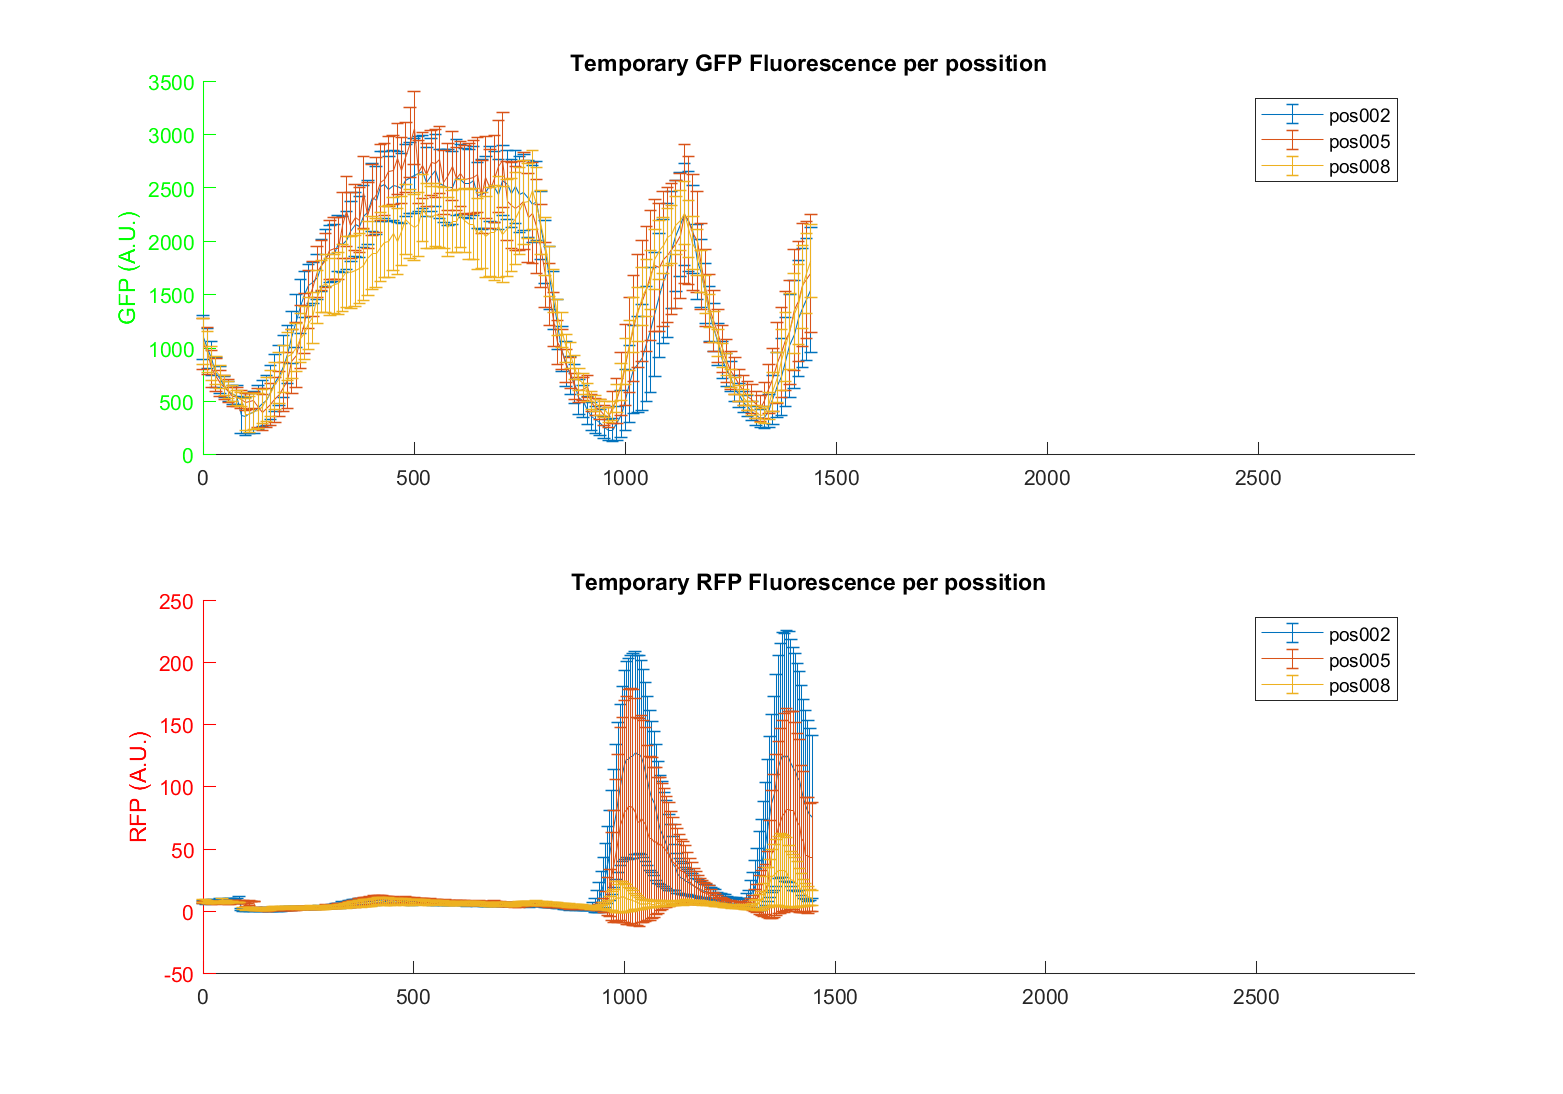 Temporary GFP Fluorescence per possition
3500
3000
2500
2000
1500
1000
500
0
GFP (A.U.)
0 500 1000 1500 2000 2500
pos002
pos005
pos008
Temporary RFP Fluorescence per possition
250
200
150
100
50
0
-50
RFP (A.U.)
0 500 1000 1500 2000 2500
pos002
pos005
pos008